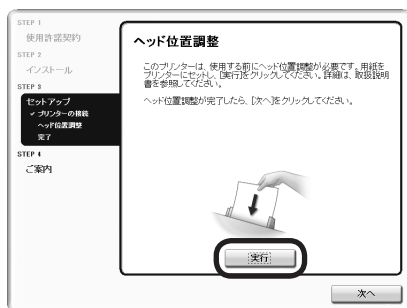 STEP 1
使用許諾契約
STEP 2
インストール
STEP 3
セットアップ
✓ プリンターの接続
ヘッド位置調整
完了
STEP 4
ご案内
ヘッド位置調整
このプリンターは、使用する前にヘッド位置調整が必要です。用紙を
プリンターにセットし、[実行]をクリックしてください。詳細は、取扱説明
書を参照してください。
ヘッド位置調整が完了したら、[次へ]をクリックしてください。
実行
次へ